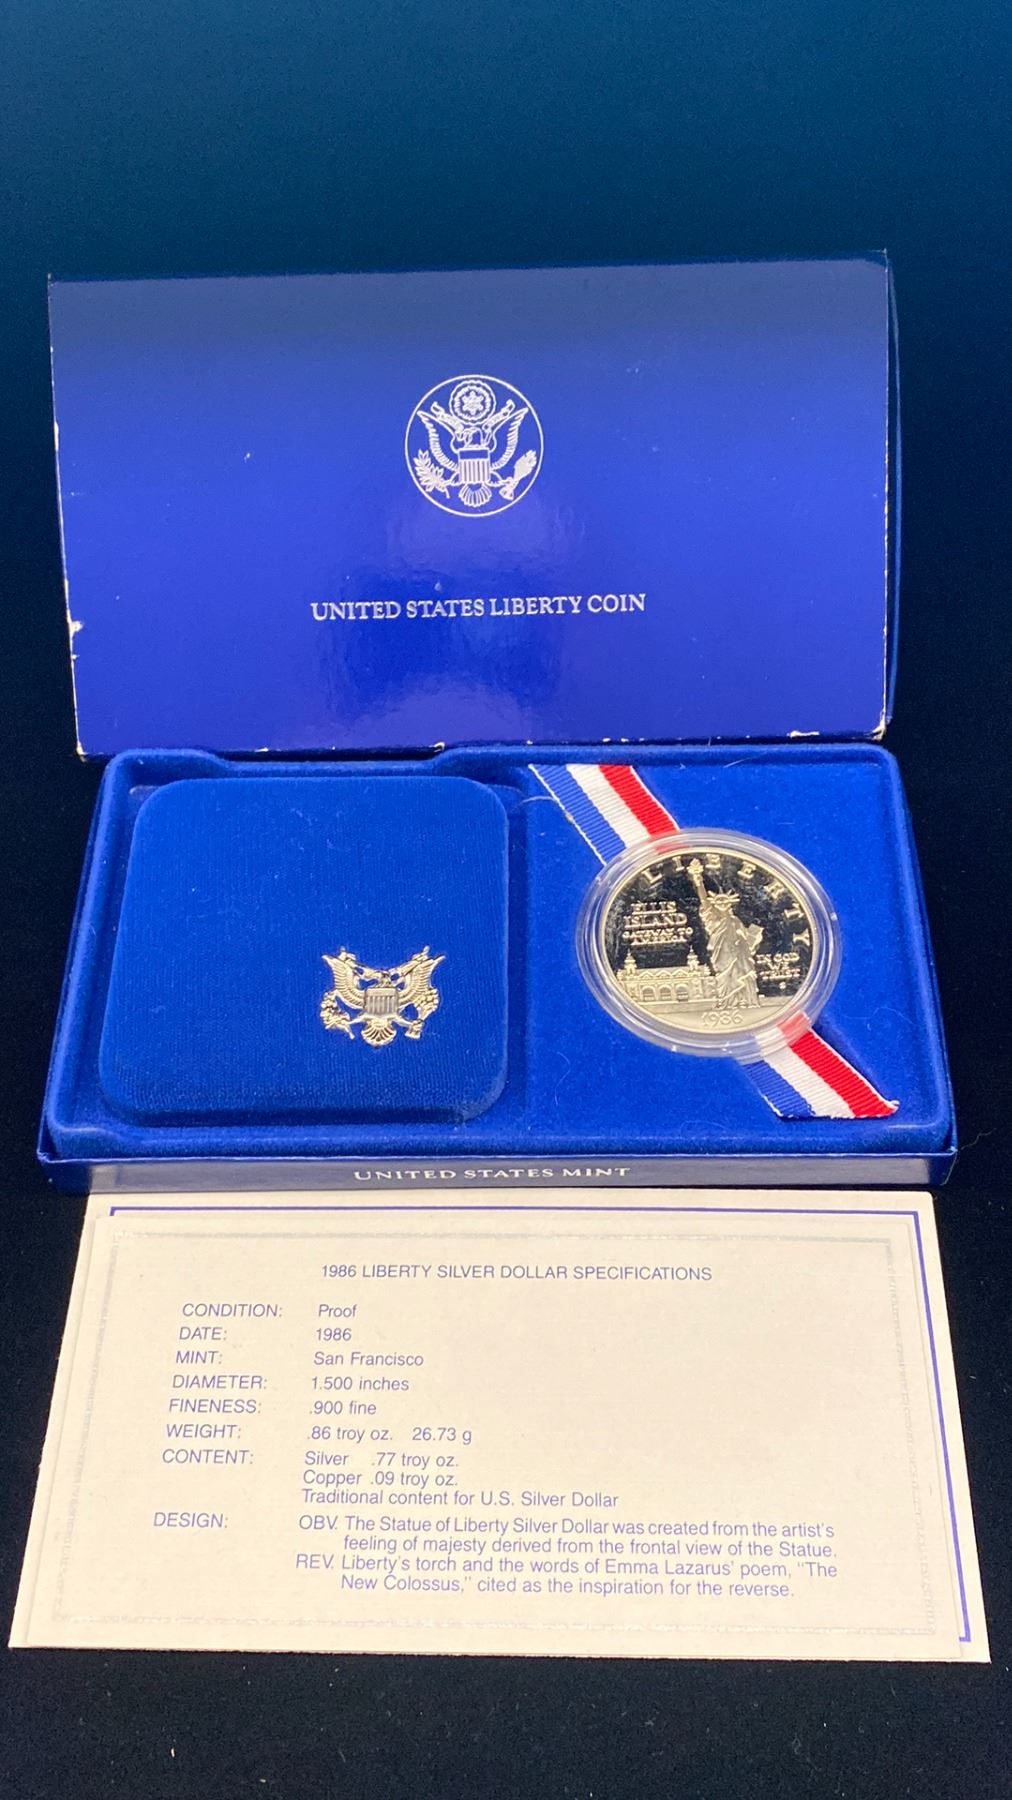 UNITED STATES LIBERTY COIN
LIBERTY
ELLIS
ISLAND
GATEWAY TO
AMERICA
IN GOD
WE
TRUST
1986
UNITED STATES MINT
1986 LIBERTY SILVER DOLLAR SPECIFICATIONS
CONDITION: Proof
DATE: 1986
MINT: San Francisco
DIAMETER: 1.500 inches
FINENESS: .900 fine
WEIGHT: .86 troy oz. 26.73 g
CONTENT: Silver .77 troy oz.
Copper .09 troy oz.
Traditional content for U.S. Silver Dollar
DESIGN: OBV. The Statue of Liberty Silver Dollar was created from the artist's
feeling of majesty derived from the frontal view of the Statue.
REV. Liberty's torch and the words of Emma Lazarus' poem, "The
New Colossus," cited as the inspiration for the reverse.